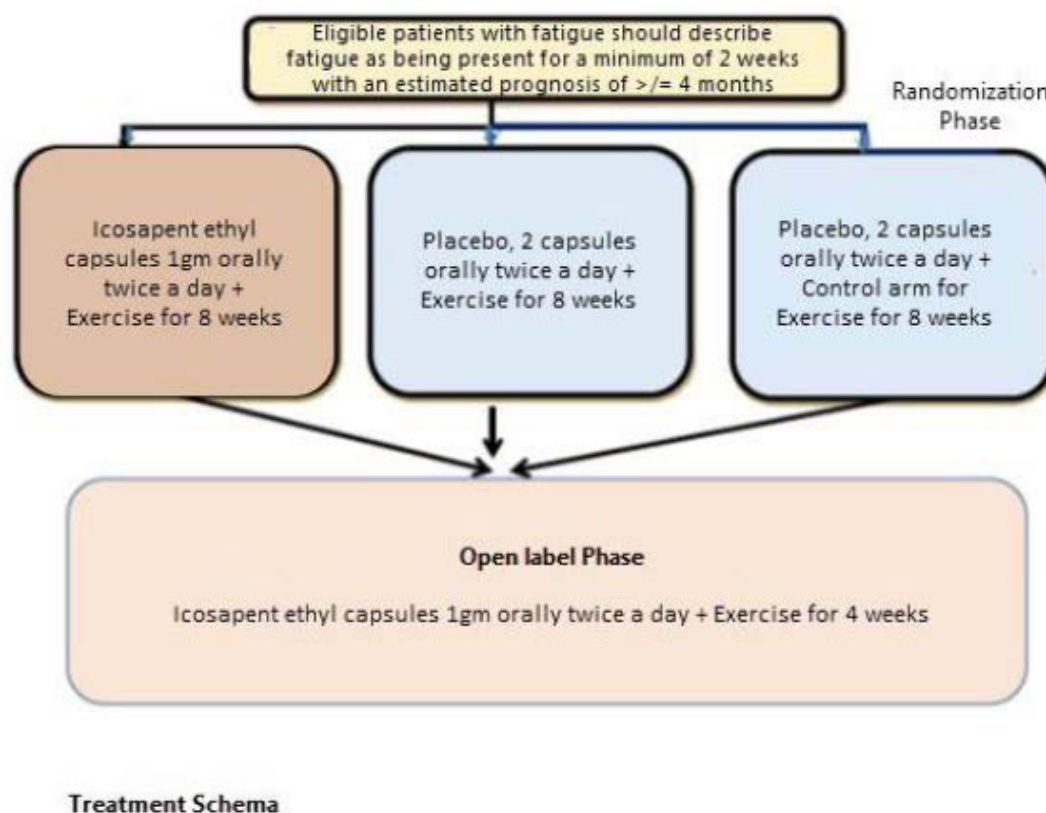 Eligible patients with fatigue should describe
fatigue as being present for a minimum of 2 weeks
with an estimated prognosis of >/= 4 months
Randomization
Phase
Icosapent ethyl
capsules 1gm orally
twice a day +
Exercise for 8 weeks
Placebo, 2 capsules
orally twice a day +
Exercise for 8 weeks
Placebo, 2 capsules
orally twice a day +
Control arm for
Exercise for 8 weeks
Open label Phase
Icosapent ethyl capsules 1gm orally twice a day + Exercise for 4 weeks
Treatment Schema